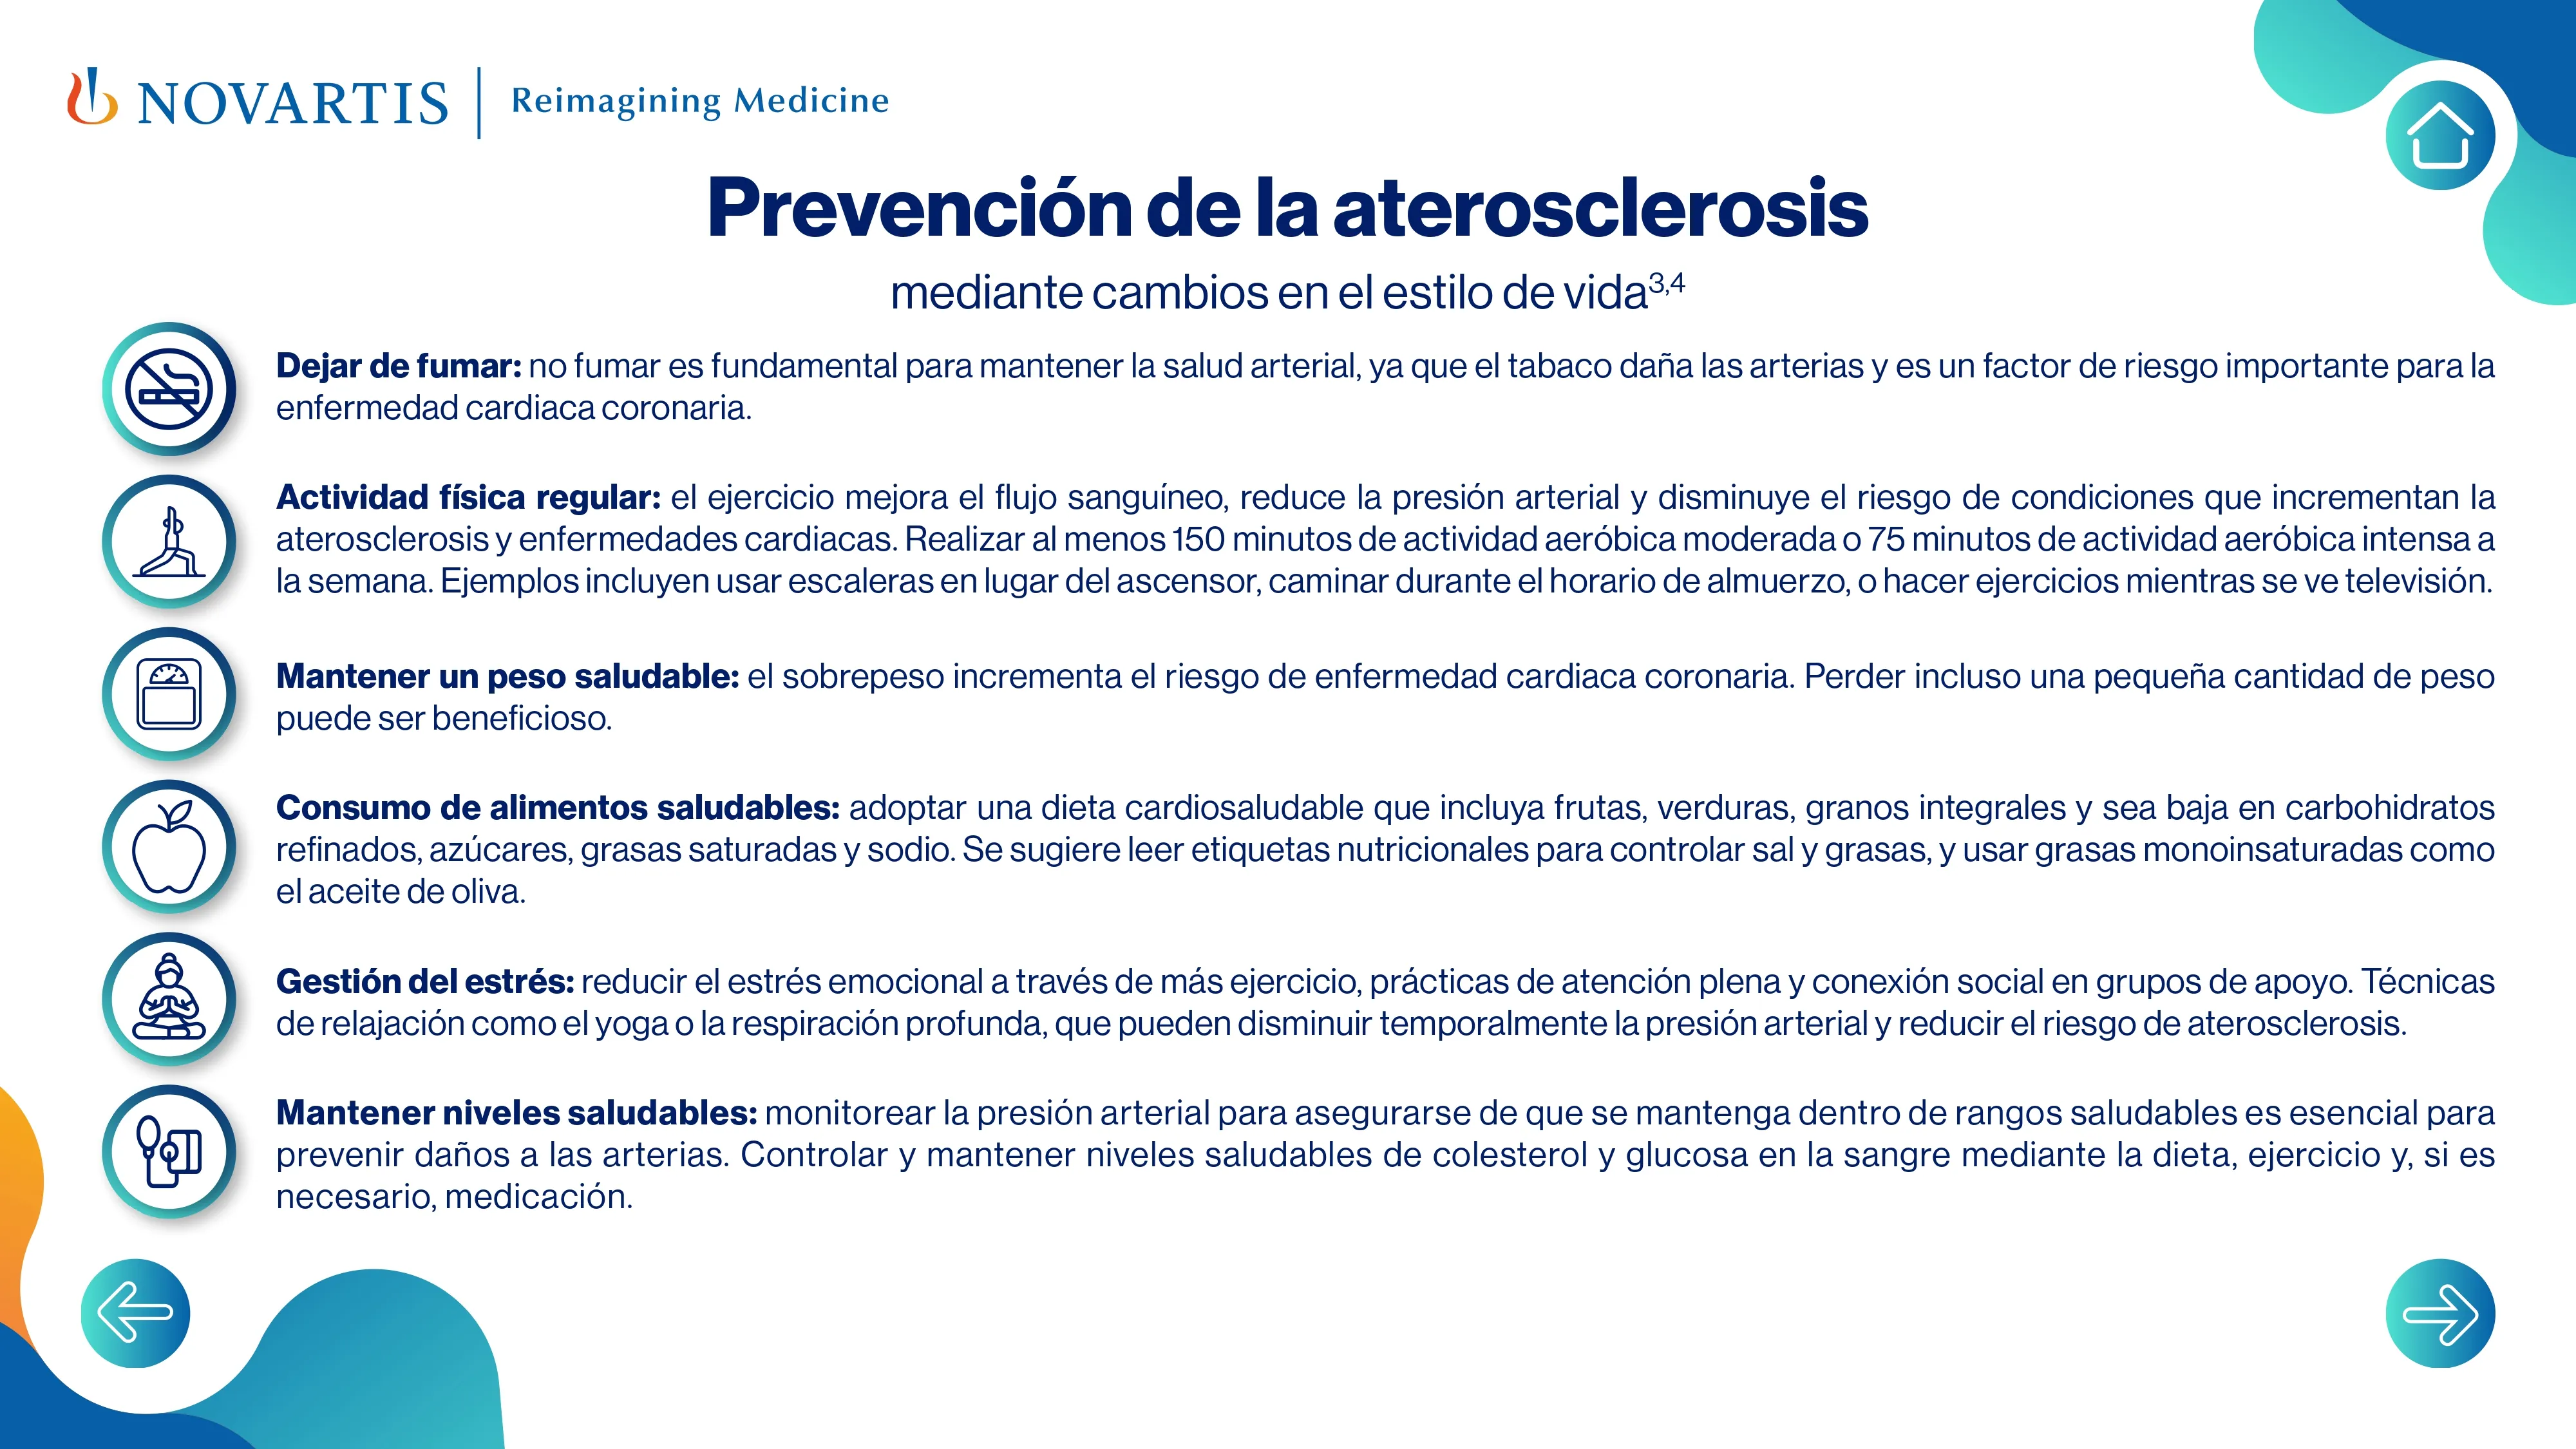 NOVARTIS | Reimagining Medicine
Prevención de la aterosclerosis
mediante cambios en el estilo de vida³,⁴
Dejar de fumar: no fumar es fundamental para mantener la salud arterial, ya que el tabaco daña las arterias y es un factor de riesgo importante para la
enfermedad cardiaca coronaria.
Actividad física regular: el ejercicio mejora el flujo sanguíneo, reduce la presión arterial y disminuye el riesgo de condiciones que incrementan la
aterosclerosis y enfermedades cardiacas. Realizar al menos 150 minutos de actividad aeróbica moderada o 75 minutos de actividad aeróbica intensa a
la semana. Ejemplos incluyen usar escaleras en lugar del ascensor, caminar durante el horario de almuerzo, o hacer ejercicios mientras se ve televisión.
Mantener un peso saludable: el sobrepeso incrementa el riesgo de enfermedad cardiaca coronaria. Perder incluso una pequeña cantidad de peso
puede ser beneficioso.
Consumo de alimentos saludables: adoptar una dieta cardiosaludable que incluya frutas, verduras, granos integrales y sea baja en carbohidratos
refinados, azúcares, grasas saturadas y sodio. Se sugiere leer etiquetas nutricionales para controlar sal y grasas, y usar grasas monoinsaturadas como
el aceite de oliva.
Gestión del estrés: reducir el estrés emocional a través de más ejercicio, prácticas de atención plena y conexión social en grupos de apoyo. Técnicas
de relajación como el yoga o la respiración profunda, que pueden disminuir temporalmente la presión arterial y reducir el riesgo de aterosclerosis.
Mantener niveles saludables: monitorear la presión arterial para asegurarse de que se mantenga dentro de rangos saludables es esencial para
prevenir daños a las arterias. Controlar y mantener niveles saludables de colesterol y glucosa en la sangre mediante la dieta, ejercicio y, si es
necesario, medicación.